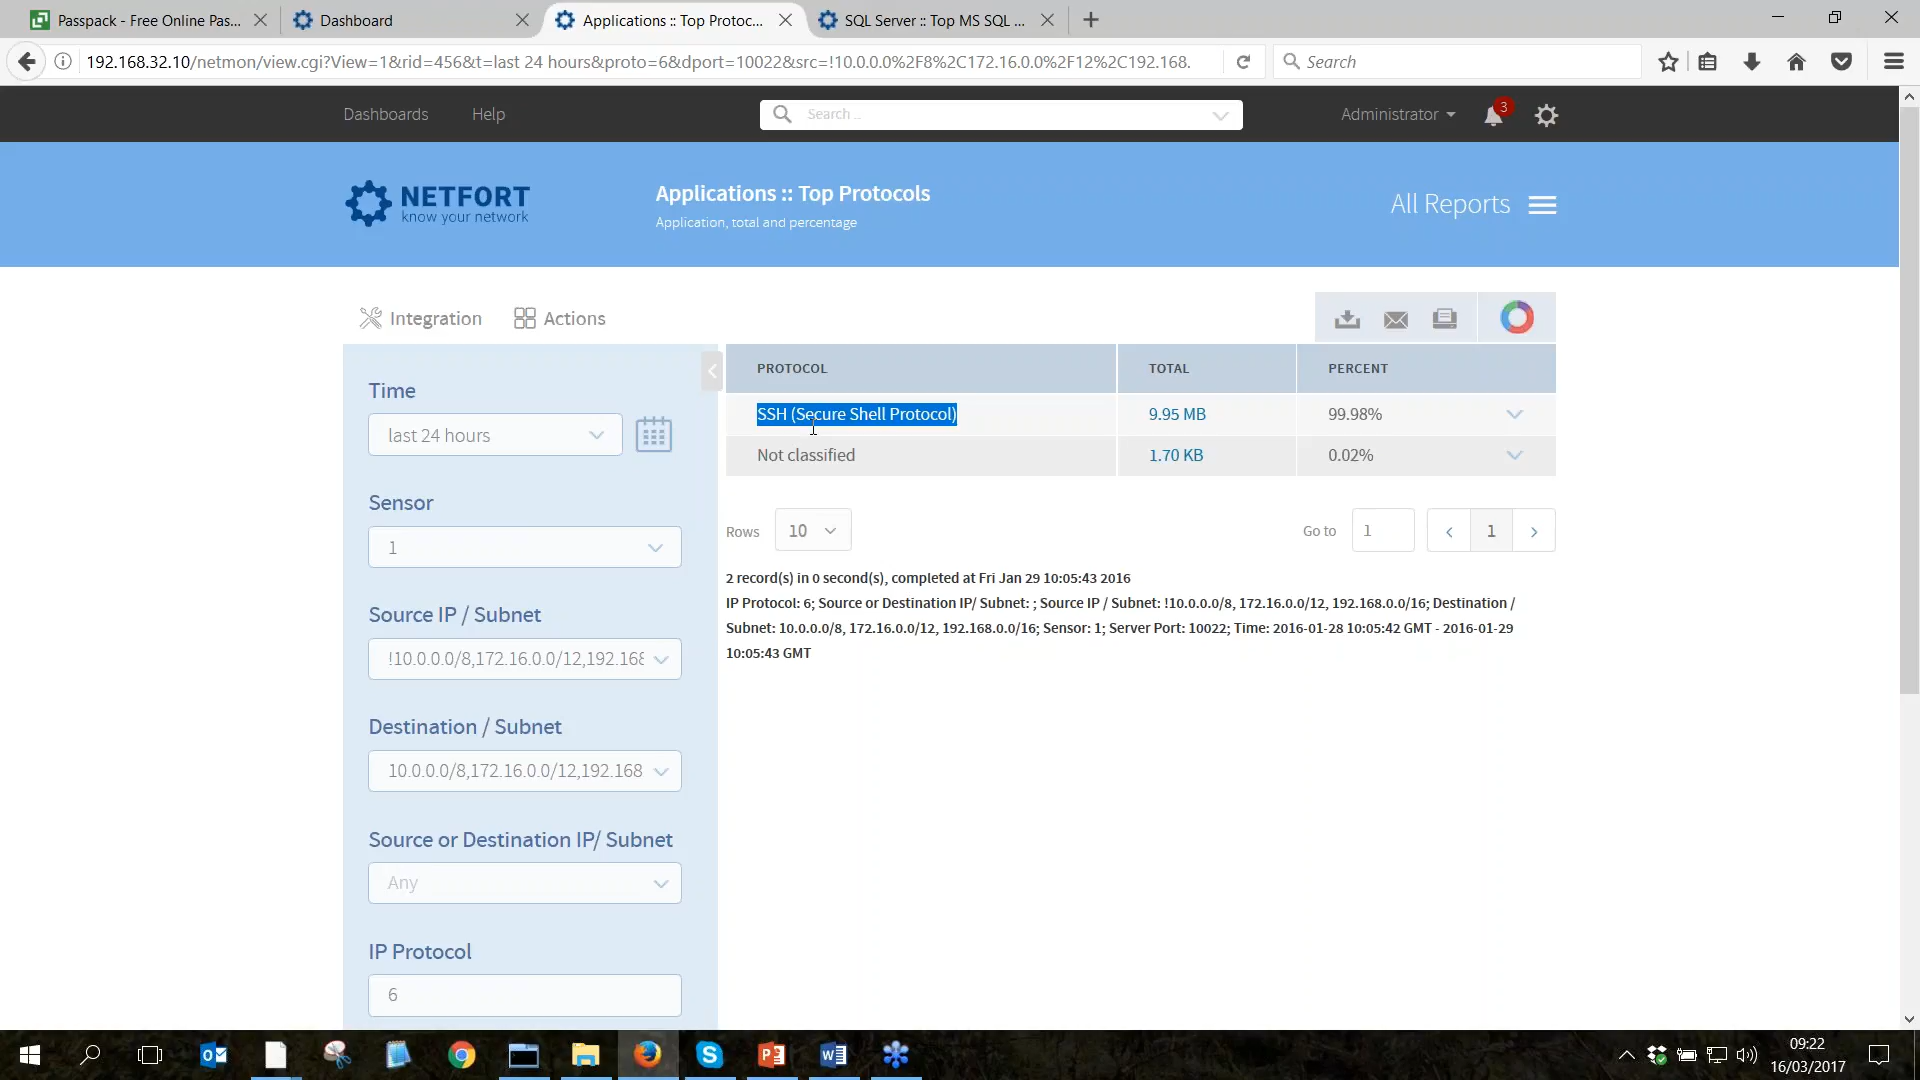 Passpack - Free Online Pas...
Dashboard
Applications :: Top Protoc...
SQL Server :: Top MS SQL ...
192.168.32.10/netmon/view.cgi?View=1&rid=456&t=last 24 hours&proto=6&dport=10022&src=!10.0.0.0%2F8%2C172.16.0.0%2F12%2C192.168.
Search
Dashboards
Help
Search ..
Administrator
3
NETFORT
know your network
Applications :: Top Protocols
Application, total and percentage
All Reports
Integration
Actions
Time
last 24 hours
Sensor
1
Source IP / Subnet
!10.0.0.0/8,172.16.0.0/12,192.168
Destination / Subnet
10.0.0.0/8,172.16.0.0/12,192.168
Source or Destination IP/ Subnet
Any
IP Protocol
6
PROTOCOL TOTAL PERCENT
SSH (Secure Shell Protocol) 9.95 MB 99.98%
Not classified 1.70 KB 0.02%
Rows 10
Go to 1 1
2 record(s) in 0 second(s), completed at Fri Jan 29 10:05:43 2016
IP Protocol: 6; Source or Destination IP/ Subnet: ; Source IP / Subnet: !10.0.0.0/8, 172.16.0.0/12, 192.168.0.0/16; Destination /
Subnet: 10.0.0.0/8, 172.16.0.0/12, 192.168.0.0/16; Sensor: 1; Server Port: 10022; Time: 2016-01-28 10:05:42 GMT - 2016-01-29
10:05:43 GMT
09:22
16/03/2017